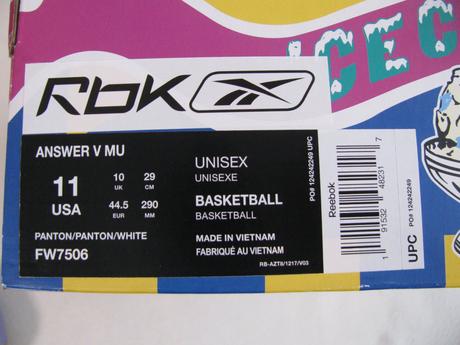 ICE C
Rbk
ANSWER V MU
11
USA
10
UK
29
CM
44.5
EUR
290
MM
PANTON/PANTON/WHITE
FW7506
UNISEX
UNISEXE
BASKETBALL
BASKETBALL
MADE IN VIETNAM
FABRIQUÉ AU VIETNAM
RB-AZT8/1217/V03
PO# 124242249 UPC
Reebok
1 91532 48231 7
UPC
PO# 124242249